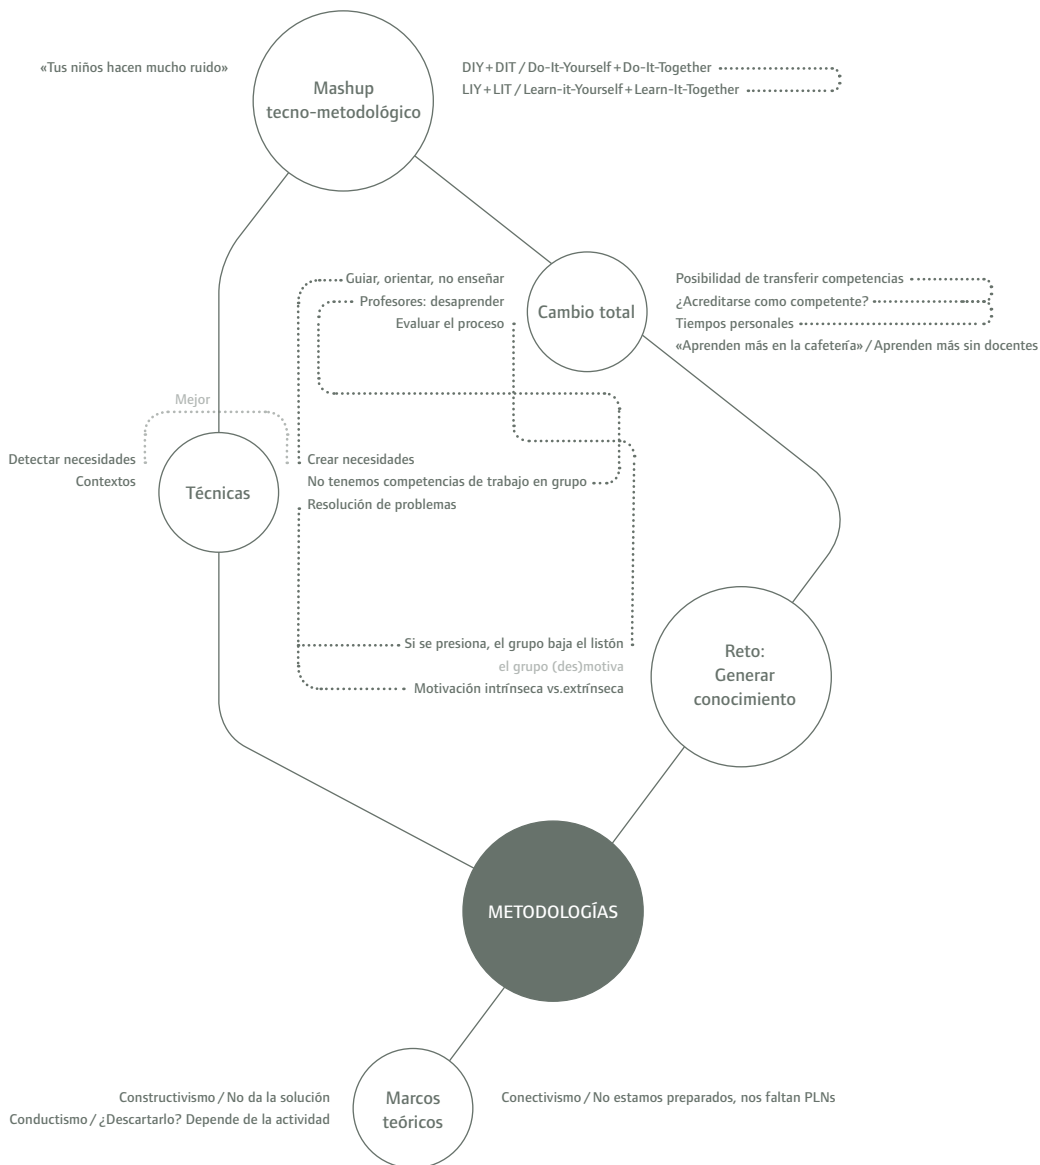 «Tus niños hacen mucho ruido»
Mashup
tecno-metodológico
DIY + DIT / Do-It-Yourself + Do-It-Together
LIY + LIT / Learn-it-Yourself + Learn-It-Together
Guiar, orientar, no enseñar
Profesores: desaprender
Evaluar el proceso
Cambio total
Posibilidad de transferir competencias
¿Acreditarse como competente?
Tiempos personales
«Aprenden más en la cafetería» / Aprenden más sin docentes
Mejor
Detectar necesidades
Contextos
Técnicas
Crear necesidades
No tenemos competencias de trabajo en grupo
Resolución de problemas
Si se presiona, el grupo baja el listón
el grupo (des)motiva
Motivación intrínseca vs.extrínseca
Reto:
Generar
conocimiento
METODOLOGÍAS
Constructivismo / No da la solución
Conductismo / ¿Descartarlo? Depende de la actividad
Marcos
teóricos
Conectivismo / No estamos preparados, nos faltan PLNs